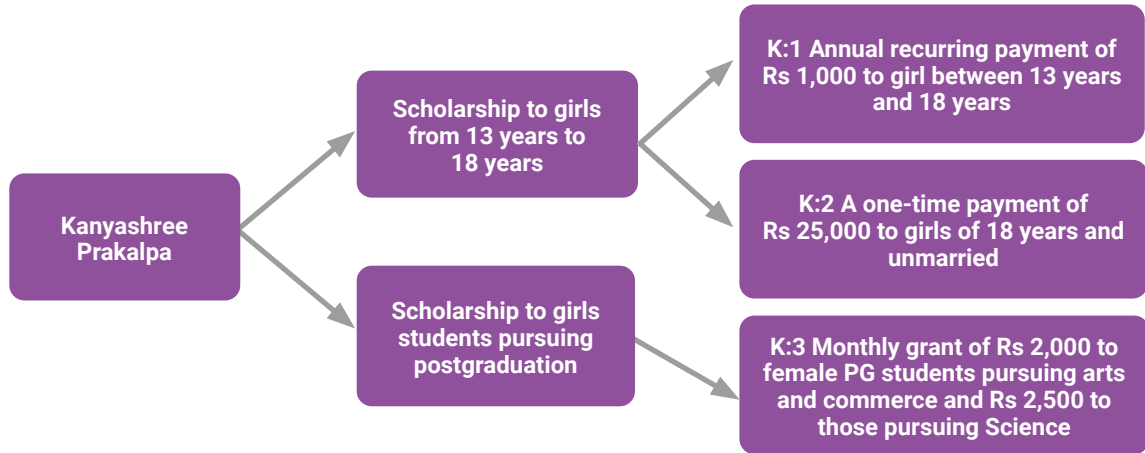 Kanyashree
Prakalpa
Scholarship to girls
from 13 years to
18 years
Scholarship to girls
students pursuing
postgraduation
K:1 Annual recurring payment of
Rs 1,000 to girl between 13 years
and 18 years
K:2 A one-time payment of
Rs 25,000 to girls of 18 years and
unmarried
K:3 Monthly grant of Rs 2,000 to
female PG students pursuing arts
and commerce and Rs 2,500 to
those pursuing Science